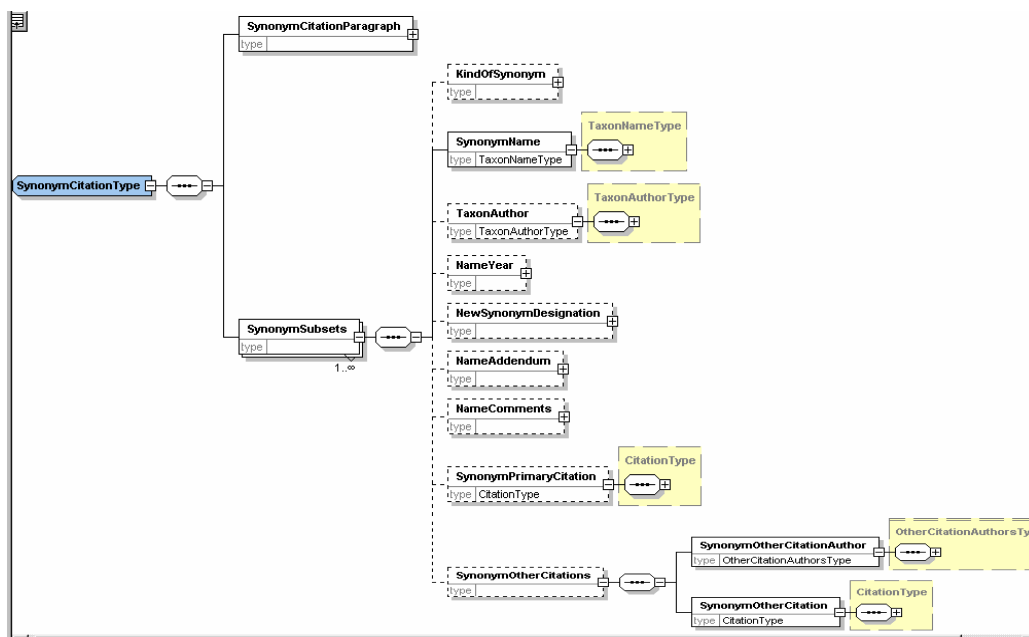 SynonymCitationParagraph
type
KindOfSynonym
type
TaxonNameType
SynonymName
type TaxonNameType
SynonymCitationType
TaxonAuthorType
TaxonAuthor
type TaxonAuthorType
NameYear
type
NewSynonymDesignation
type
SynonymSubsets
type
1..∞
NameAddendum
type
NameComments
type
CitationType
SynonymPrimaryCitation
type CitationType
OtherCitationAuthorsTy
SynonymOtherCitationAuthor
type OtherCitationAuthorsType
SynonymOtherCitations
type
CitationType
SynonymOtherCitation
type CitationType